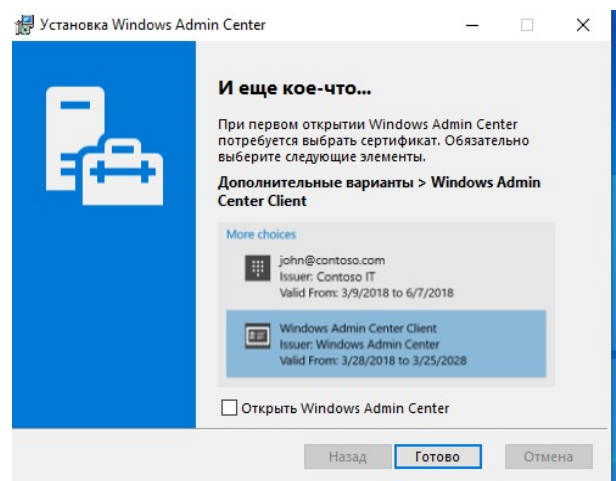 Установка Windows Admin Center
И еще кое-что...
При первом открытии Windows Admin Center
потребуется выбрать сертификат. Обязательно
выберите следующие элементы.
Дополнительные варианты > Windows Admin
Center Client
More choices
john@contoso.com
Issuer: Contoso IT
Valid From: 3/9/2018 to 6/7/2018
Windows Admin Center Client
Issuer: Windows Admin Center
Valid From: 3/28/2018 to 3/25/2028
Открыть Windows Admin Center
Назад Готово Отмена